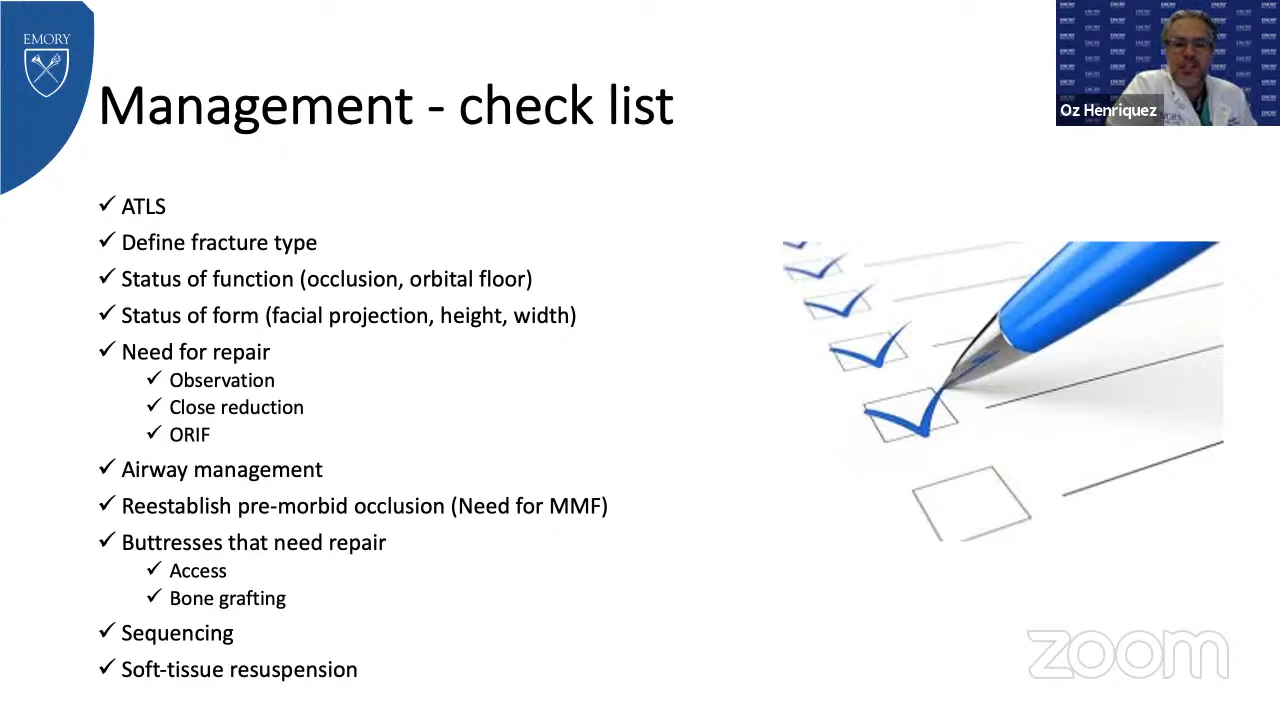 EMORY
Oz Henriquez
Management - check list
✓ ATLS
✓ Define fracture type
✓ Status of function (occlusion, orbital floor)
✓ Status of form (facial projection, height, width)
✓ Need for repair
✓ Observation
✓ Close reduction
✓ ORIF
✓ Airway management
✓ Reestablish pre-morbid occlusion (Need for MMF)
✓ Buttresses that need repair
✓ Access
✓ Bone grafting
✓ Sequencing
✓ Soft-tissue resuspension
zoom